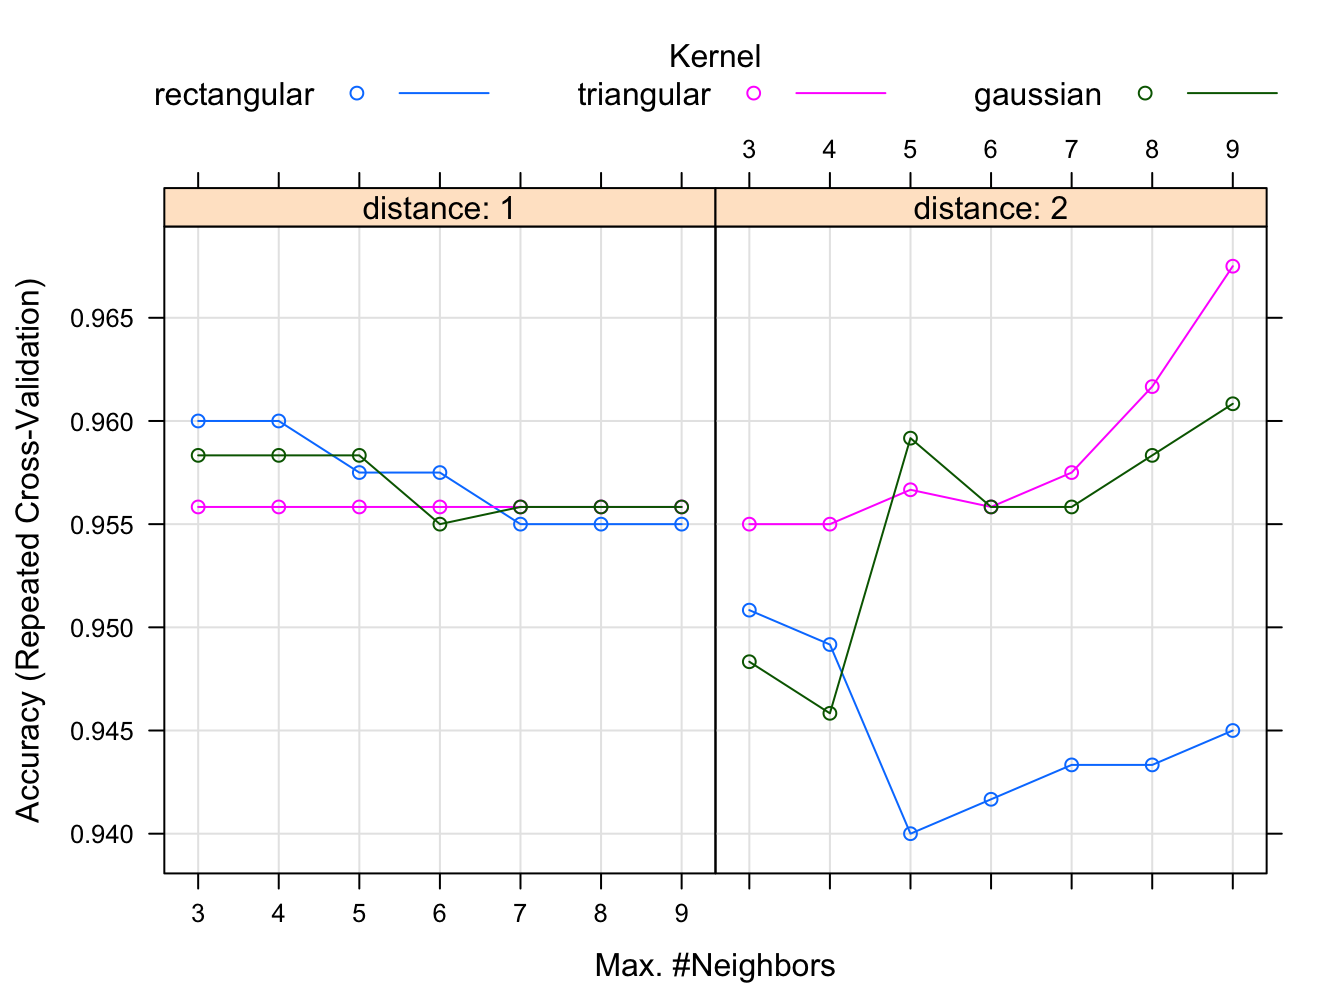 Kernel
rectangular triangular gaussian
3 4 5 6 7 8 9
distance: 1 distance: 2
Accuracy (Repeated Cross-Validation)
0.965
0.960
0.955
0.950
0.945
0.940
3 4 5 6 7 8 9
Max. #Neighbors